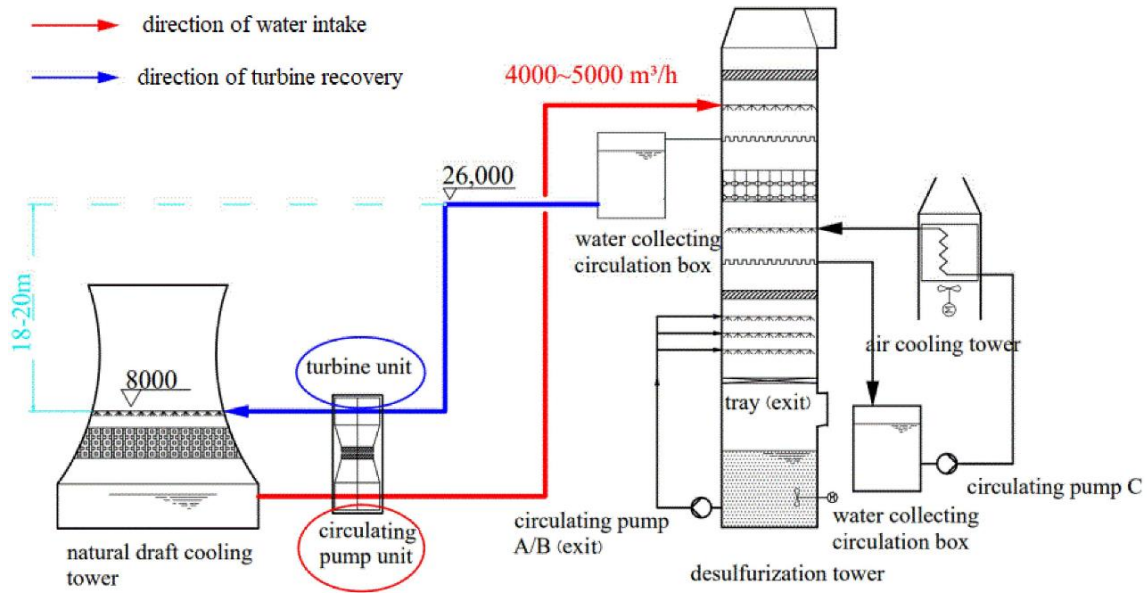 direction of water intake
direction of turbine recovery
4000~5000 m³/h
26,000
water collecting
circulation box
18-20m
8000
turbine unit
air cooling tower
tray (exit)
M
circulating pump C
natural draft cooling
tower
circulating
pump unit
circulating pump
A/B (exit)
M
water collecting
circulation box
desulfurization tower